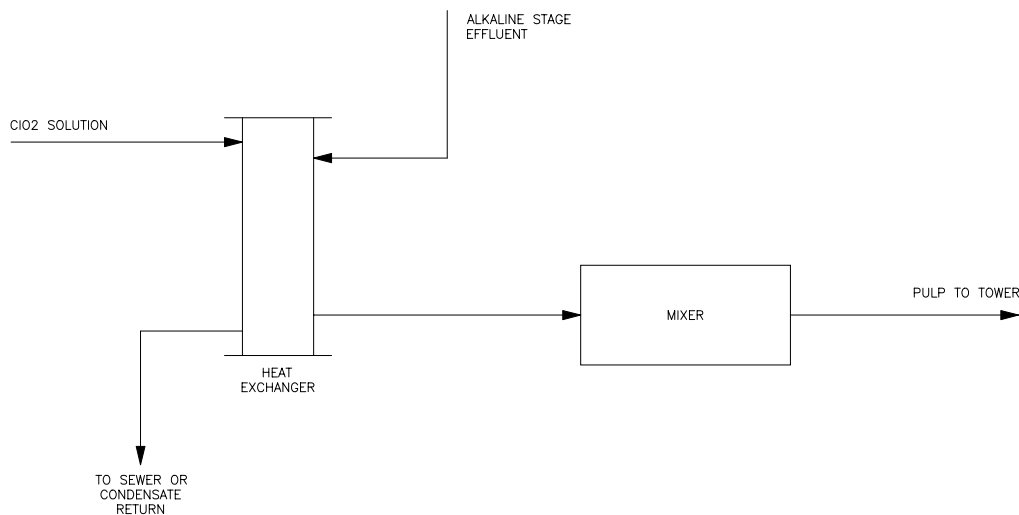 ALKALINE STAGE
EFFLUENT
ClO2 SOLUTION
PULP TO TOWER
MIXER
HEAT
EXCHANGER
TO SEWER OR
CONDENSATE
RETURN